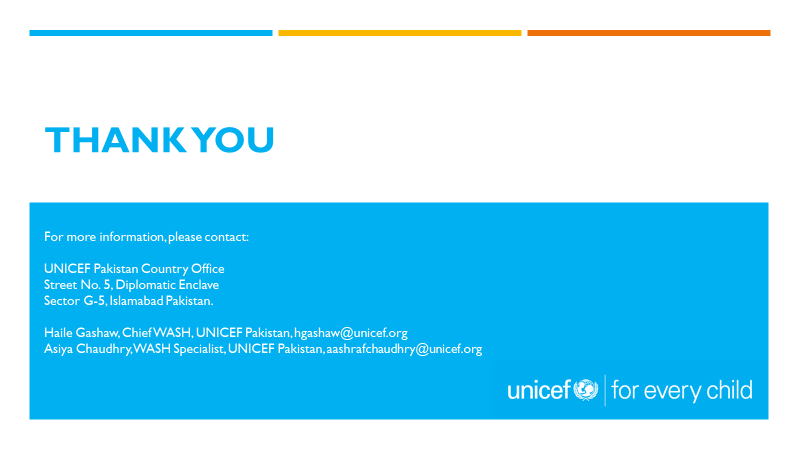 THANK YOU
For more information, please contact:
UNICEF Pakistan Country Office
Street No. 5, Diplomatic Enclave
Sector G-5, Islamabad Pakistan.
Haile Gashaw, Chief WASH, UNICEF Pakistan, hgashaw@unicef.org
Asiya Chaudhry, WASH Specialist, UNICEF Pakistan, aashrafchaudhry@unicef.org
unicef | for every child